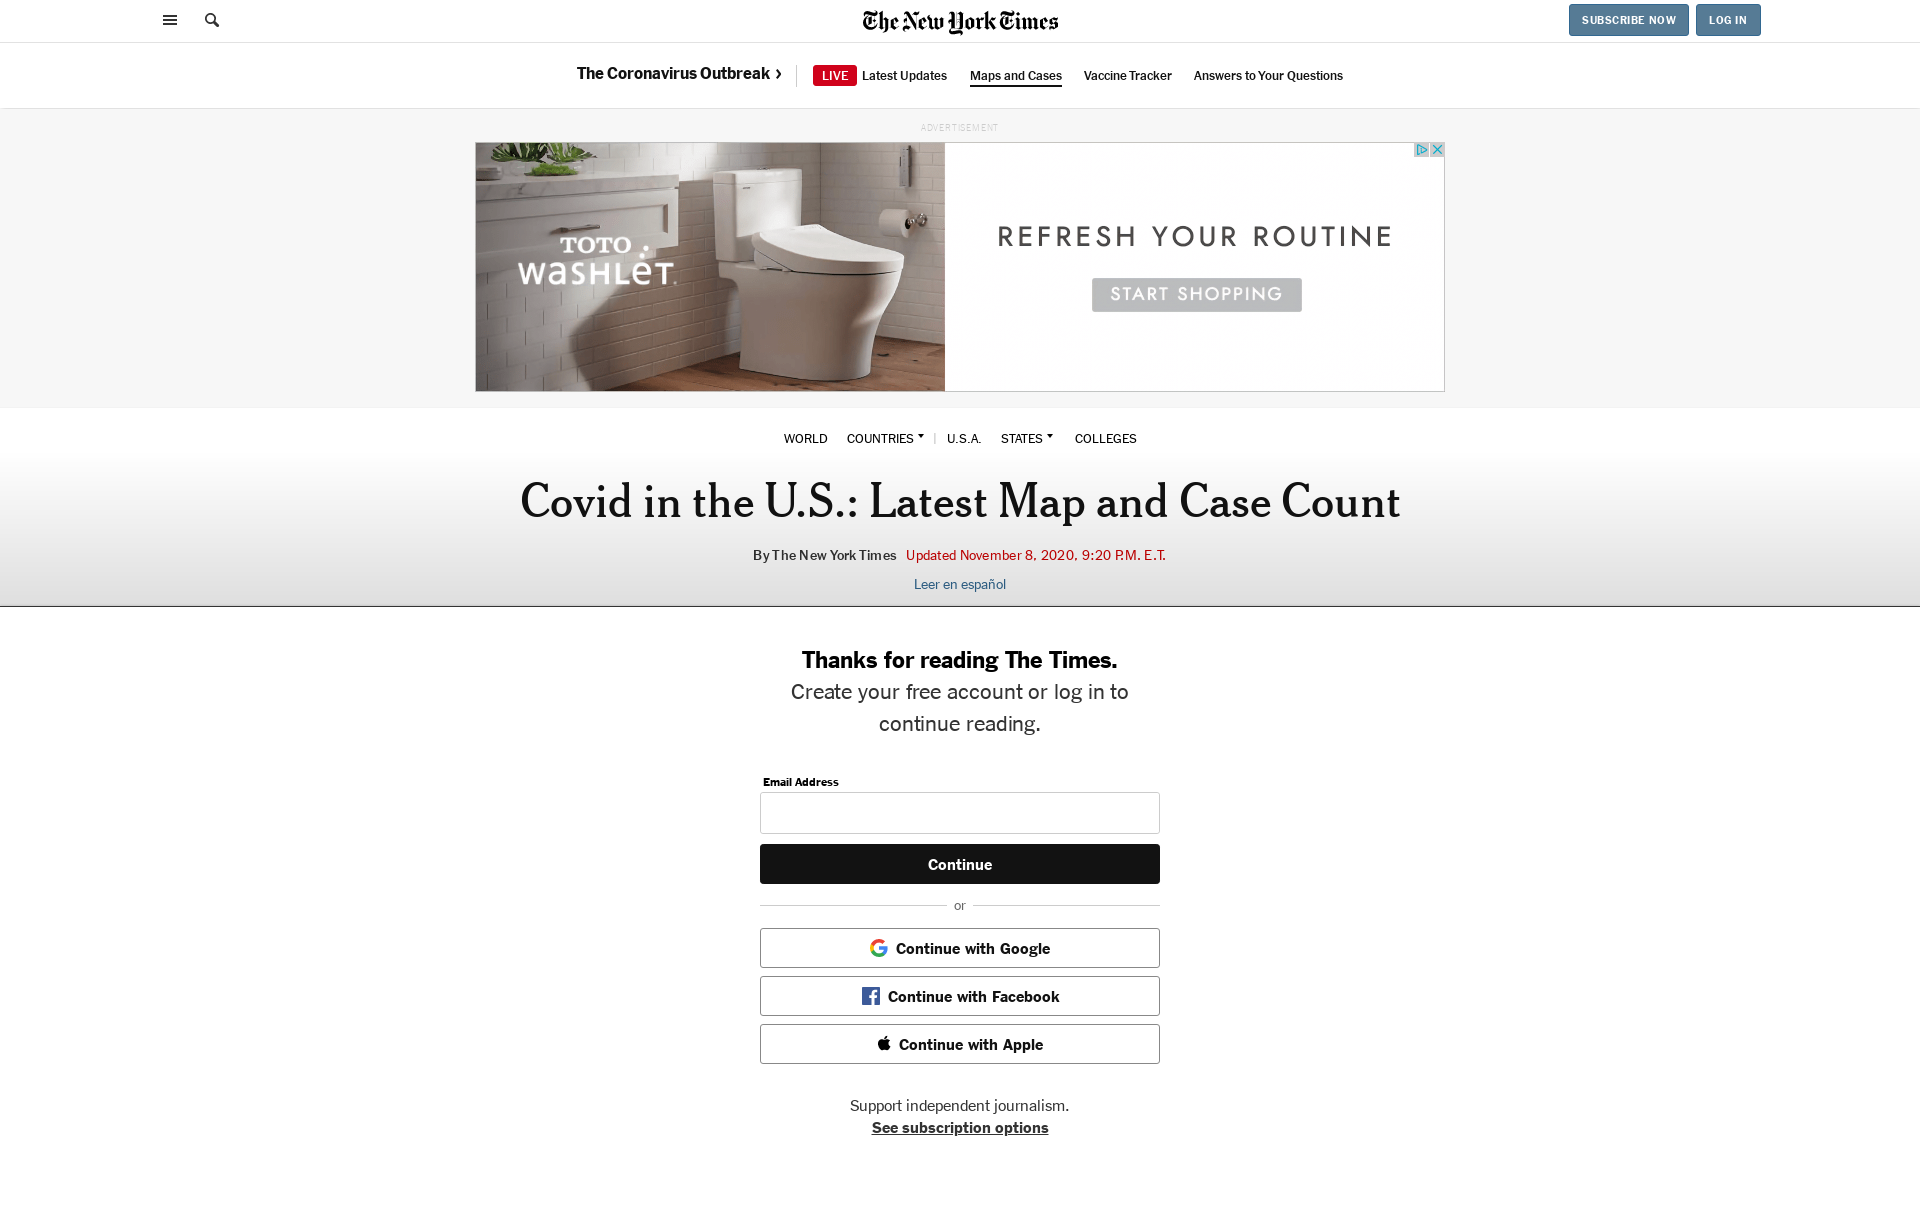 The New York Times
SUBSCRIBE NOW
LOG IN
The Coronavirus Outbreak ›
LIVE Latest Updates
Maps and Cases
Vaccine Tracker
Answers to Your Questions
ADVERTISEMENT
TOTO
WASHLET
REFRESH YOUR ROUTINE
START SHOPPING
WORLD
COUNTRIES
U.S.A.
STATES
COLLEGES
Covid in the U.S.: Latest Map and Case Count
By The New York Times Updated November 8, 2020, 9:20 P.M. E.T.
Leer en español
Thanks for reading The Times.
Create your free account or log in to
continue reading.
Email Address
Continue
or
Continue with Google
Continue with Facebook
Continue with Apple
Support independent journalism.
See subscription options